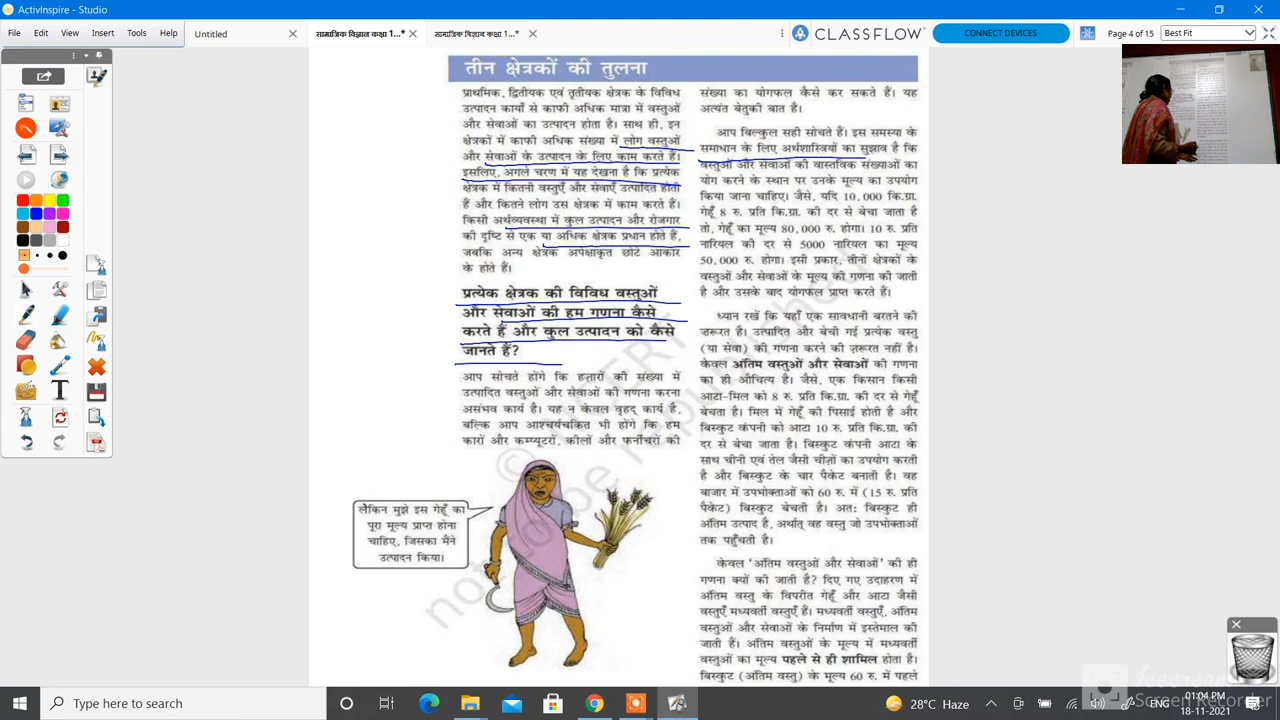 ActivInspire - Studio
File Edit View Insert Tools Help
Untitled
सामाजिक विज्ञान कक्षा 1...*
सामाजिक विज्ञान कक्षा 1...*
CLASSFLOW
CONNECT DEVICES
Page 4 of 15
Best Fit
तीन क्षेत्रकों की तुलना
प्राथमिक, द्वितीयक एवं तृतीयक क्षेत्रक के विविध
उत्पादन कार्यों से काफी अधिक मात्रा में वस्तुओं
और सेवाओं का उत्पादन होता है। साथ ही, इन
क्षेत्रकों में काफी अधिक संख्या में लोग वस्तुओं
और सेवाओं के उत्पादन के लिए काम करते हैं।
इसलिए, अगले चरण में यह देखना है कि प्रत्येक
क्षेत्रक में कितनी वस्तुएँ और सेवाएँ उत्पादित होती
हैं और कितने लोग उस क्षेत्रक में काम करते हैं।
किसी अर्थव्यवस्था में कुल उत्पादन और रोजगार
की दृष्टि से एक या अधिक क्षेत्रक प्रधान होते हैं,
जबकि अन्य क्षेत्रक अपेक्षाकृत छोटे आकार
के होते हैं।
प्रत्येक क्षेत्रक की विविध वस्तुओं
और सेवाओं की हम गणना कैसे
करते हैं और कुल उत्पादन को कैसे
जानते हैं?
आप सोचते होंगे कि हज़ारों की संख्या में
उत्पादित वस्तुओं और सेवाओं की गणना करना
असंभव कार्य है। यह न केवल वृहद् कार्य है,
बल्कि आप आश्चर्यचकित भी होंगे कि हम
कारों और कम्प्यूटरों, कीलों और फर्नीचरों की
लेकिन मुझे इस गेहूँ का
पूरा मूल्य प्राप्त होना
चाहिए, जिसका मैंने
उत्पादन किया।
संख्या का योगफल कैसे कर सकते हैं। यह
अत्यंत बेतुकी बात है।
आप बिल्कुल सही सोचते हैं। इस समस्या के
समाधान के लिए अर्थशास्त्रियों का सुझाव है कि
वस्तुओं और सेवाओं की वास्तविक संख्याओं का
योग करने के स्थान पर उनके मूल्य का उपयोग
किया जाना चाहिए। जैसे, यदि 10,000 कि.ग्रा.
गेहूँ 8 रु. प्रति कि.ग्रा. की दर से बेचा जाता है
तो, गेहूँ का मूल्य 80,000 रु. होगा। 10 रु. प्रति
नारियल की दर से 5000 नारियल का मूल्य
50,000 रु. होगा। इसी प्रकार, तीनों क्षेत्रकों के
वस्तुओं और सेवाओं के मूल्य की गणना की जाती
है और उसके बाद योगफल प्राप्त करते हैं।
ध्यान रखें कि यहाँ एक सावधानी बरतने की
ज़रूरत है। उत्पादित और बेची गई प्रत्येक वस्तु
(या सेवा) की गणना करने की ज़रूरत नहीं है।
केवल अंतिम वस्तुओं और सेवाओं की गणना
का ही औचित्य है। जैसे, एक किसान किसी
आटा-मिल को 8 रु. प्रति कि.ग्रा. की दर से गेहूँ
बेचता है। मिल में गेहूँ की पिसाई होती है और
बिस्कुट कंपनी को आटा 10 रु. प्रति कि.ग्रा. की
दर से बेचा जाता है। बिस्कुट कंपनी आटा के
साथ चीनी एवं तेल जैसी चीज़ों का उपयोग करती
है और बिस्कुट के चार पैकेट बनाती है। वह
बाजार में उपभोक्ताओं को 60 रु. में (15 रु. प्रति
पैकेट) बिस्कुट बेचती है। अतः बिस्कुट ही
अंतिम उत्पाद है, अर्थात् वह वस्तु जो उपभोक्ताओं
तक पहुँचती है।
केवल 'अंतिम वस्तुओं और सेवाओं' की ही
गणना क्यों की जाती है? दिए गए उदाहरण में
अंतिम वस्तु के विपरीत गेहूँ और आटा जैसी
वस्तुएँ मध्यवर्ती वस्तुएँ हैं। मध्यवर्ती वस्तुएँ, अंतिम
वस्तुओं और सेवाओं के निर्माण में इस्तेमाल की
जाती हैं। अंतिम वस्तुओं के मूल्य में मध्यवर्ती
वस्तुओं का मूल्य पहले से ही शामिल होता है।
बिस्कुट (अंतिम वस्तु) के मूल्य 60 रु. में पहले
Type here to search
28°C Haze
ENG
01:04 PM
18-11-2021